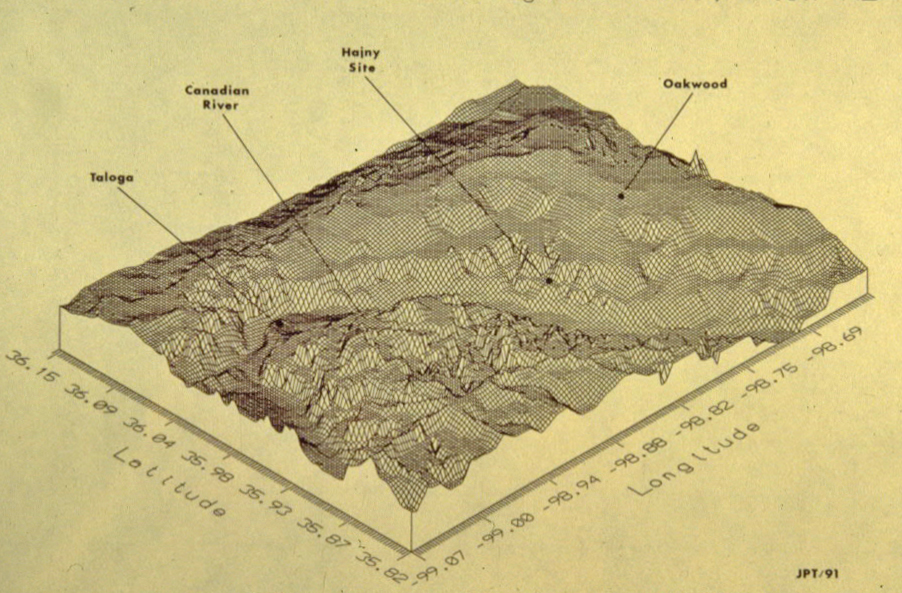 Hajny
Site
Canadian
River
Oakwood
Taloga
36.15 36.09 36.04 35.98 35.93 35.87 35.82
Latitude
-99.07 -99.00 -98.94 -98.88 -98.82 -98.75 -98.69
Longitude
JPT/91